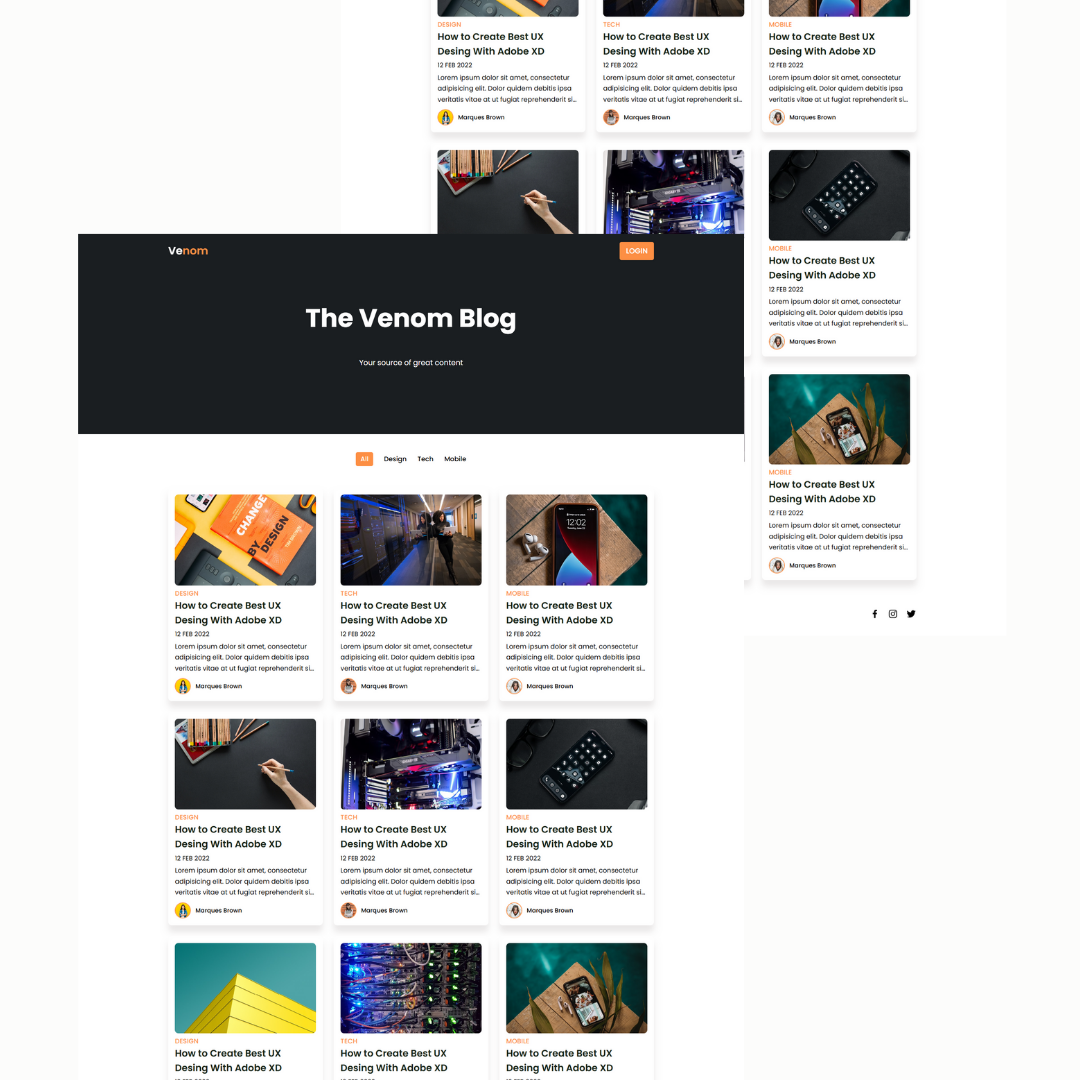 DESIGN
How to Create Best UX
Desing With Adobe XD
12 FEB 2022
Lorem ipsum dolor sit amet, consectetur
adipisicing elit. Dolor quidem debitis ipsa
veritatis vitae at ut fugiat reprehenderit si...
Marques Brown
TECH
How to Create Best UX
Desing With Adobe XD
12 FEB 2022
Lorem ipsum dolor sit amet, consectetur
adipisicing elit. Dolor quidem debitis ipsa
veritatis vitae at ut fugiat reprehenderit si...
Marques Brown
MOBILE
How to Create Best UX
Desing With Adobe XD
12 FEB 2022
Lorem ipsum dolor sit amet, consectetur
adipisicing elit. Dolor quidem debitis ipsa
veritatis vitae at ut fugiat reprehenderit si...
Marques Brown
MOBILE
How to Create Best UX
Desing With Adobe XD
12 FEB 2022
Lorem ipsum dolor sit amet, consectetur
adipisicing elit. Dolor quidem debitis ipsa
veritatis vitae at ut fugiat reprehenderit si...
Marques Brown
MOBILE
How to Create Best UX
Desing With Adobe XD
12 FEB 2022
Lorem ipsum dolor sit amet, consectetur
adipisicing elit. Dolor quidem debitis ipsa
veritatis vitae at ut fugiat reprehenderit si...
Marques Brown
Venom
LOGIN
The Venom Blog
Your source of great content
All Design Tech Mobile
CHANGE
BY
DESIGN
12:02
DESIGN
How to Create Best UX
Desing With Adobe XD
12 FEB 2022
Lorem ipsum dolor sit amet, consectetur
adipisicing elit. Dolor quidem debitis ipsa
veritatis vitae at ut fugiat reprehenderit si...
Marques Brown
TECH
How to Create Best UX
Desing With Adobe XD
12 FEB 2022
Lorem ipsum dolor sit amet, consectetur
adipisicing elit. Dolor quidem debitis ipsa
veritatis vitae at ut fugiat reprehenderit si...
Marques Brown
MOBILE
How to Create Best UX
Desing With Adobe XD
12 FEB 2022
Lorem ipsum dolor sit amet, consectetur
adipisicing elit. Dolor quidem debitis ipsa
veritatis vitae at ut fugiat reprehenderit si...
Marques Brown
DESIGN
How to Create Best UX
Desing With Adobe XD
12 FEB 2022
Lorem ipsum dolor sit amet, consectetur
adipisicing elit. Dolor quidem debitis ipsa
veritatis vitae at ut fugiat reprehenderit si...
Marques Brown
TECH
How to Create Best UX
Desing With Adobe XD
12 FEB 2022
Lorem ipsum dolor sit amet, consectetur
adipisicing elit. Dolor quidem debitis ipsa
veritatis vitae at ut fugiat reprehenderit si...
Marques Brown
MOBILE
How to Create Best UX
Desing With Adobe XD
12 FEB 2022
Lorem ipsum dolor sit amet, consectetur
adipisicing elit. Dolor quidem debitis ipsa
veritatis vitae at ut fugiat reprehenderit si...
Marques Brown
DESIGN
How to Create Best UX
Desing With Adobe XD
TECH
How to Create Best UX
Desing With Adobe XD
MOBILE
How to Create Best UX
Desing With Adobe XD